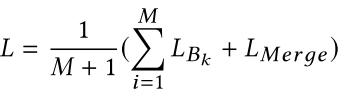 L = \frac{1}{M+1}(\sum_{i=1}^{M} L_{B_k} + L_{Merge})